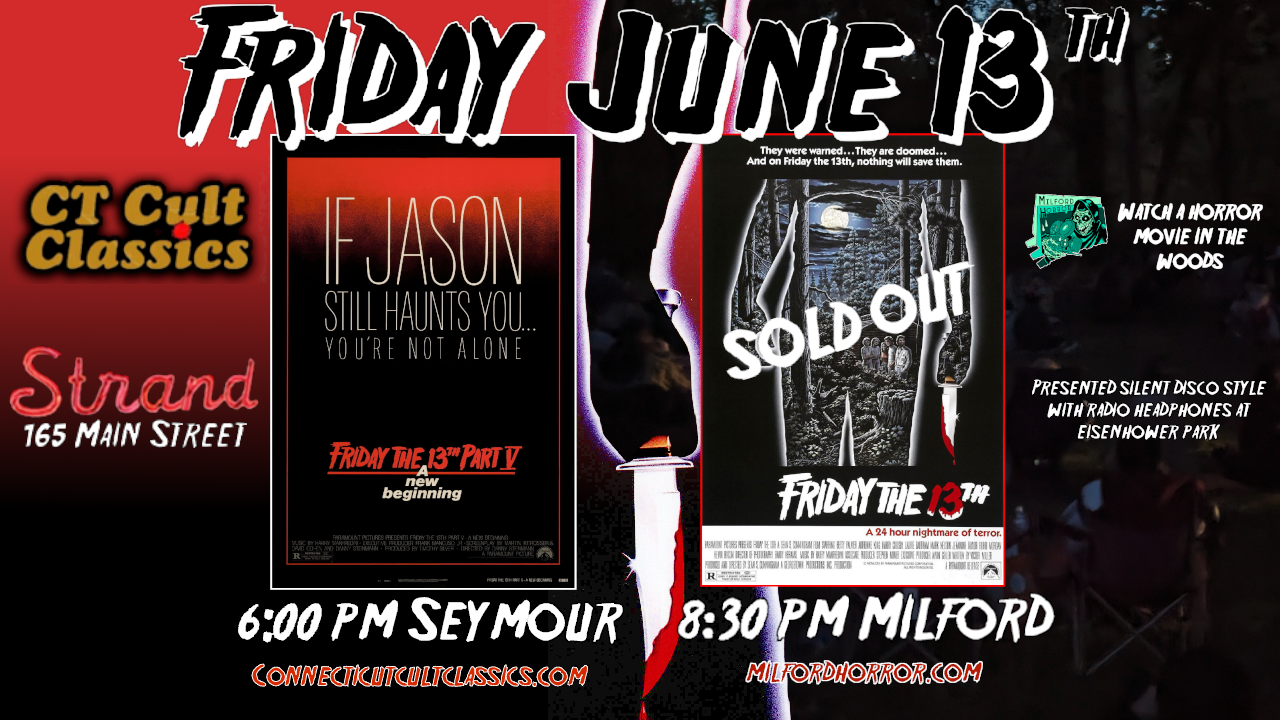 FRIDAY JUNE 13TH
CT Cult
Classics
Strand
165 MAIN STREET
IF JASON
STILL HAUNTS YOU...
YOU'RE NOT ALONE
FRIDAY THE 13TH PART V
A
new
beginning
6:00 PM SEYMOUR
CONNECTICUTCULTCLASSICS.COM
They were warned...They are doomed...
And on Friday the 13th, nothing will save them.
SOLD OUT
FRIDAY THE 13TH
A 24 hour nightmare of terror.
R
8:30 PM MILFORD
MILFORDHORROR.COM
MILFORD
WATCH A HORROR
MOVIE IN THE
WOODS
PRESENTED SILENT DISCO STYLE
WITH RADIO HEADPHONES AT
EISENHOWER PARK